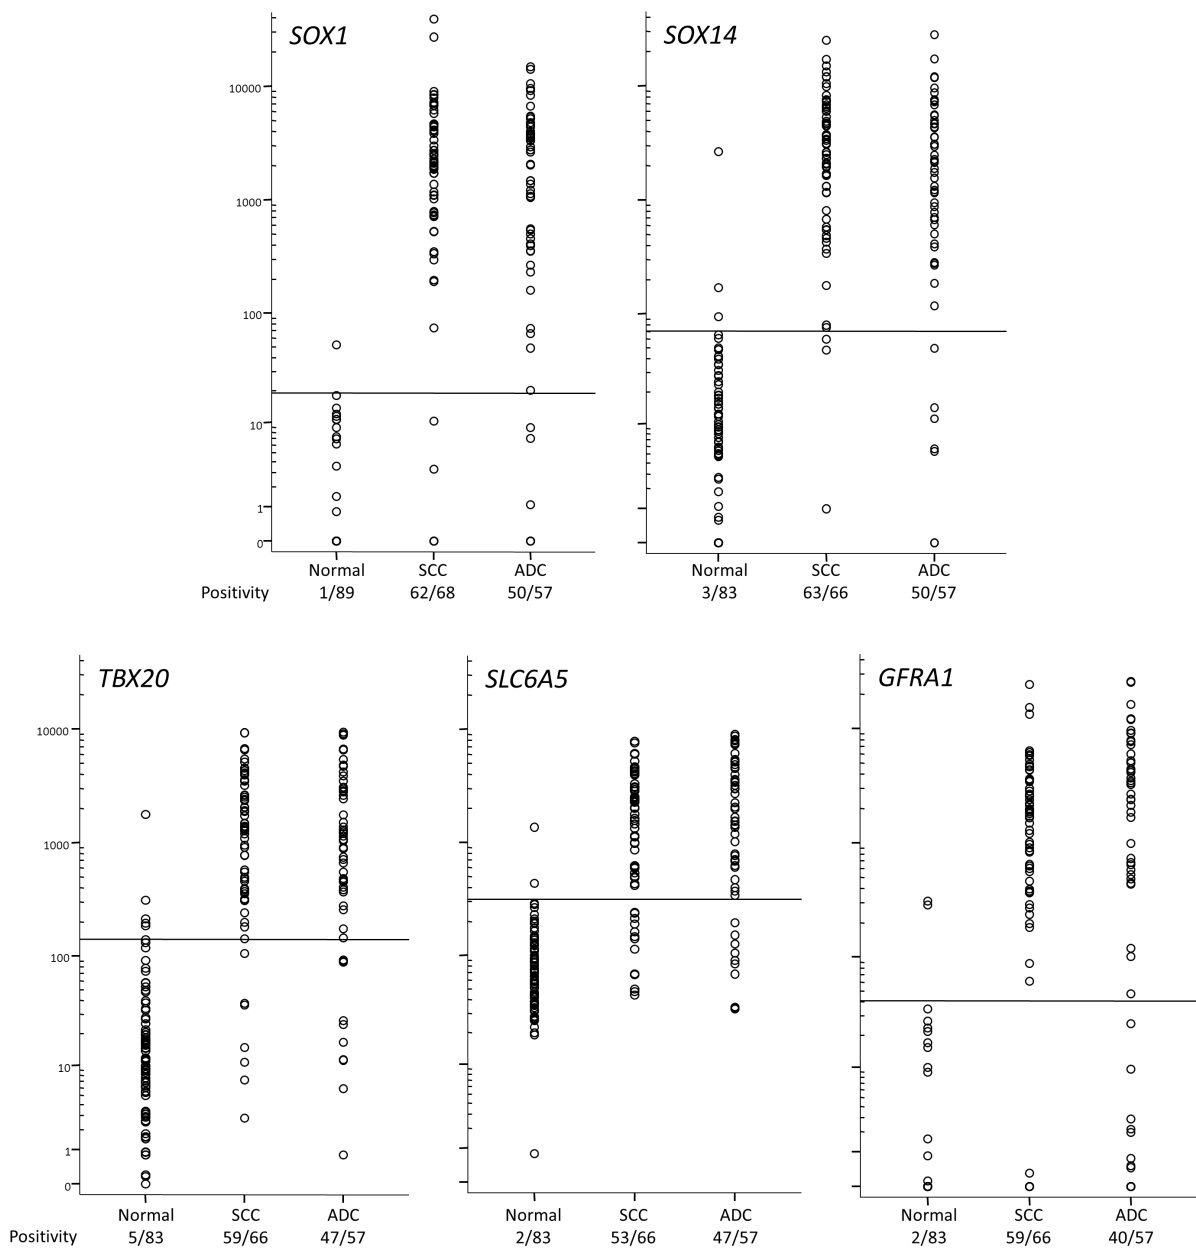 SOX1
SOX14
10000
1000
100
10
1
0
Normal SCC ADC
Normal SCC ADC
Positivity 1/89 62/68 50/57
3/83 63/66 50/57
TBX20
SLC6A5
GFRA1
10000
1000
100
10
1
0
Normal SCC ADC
Normal SCC ADC
Normal SCC ADC
Positivity 5/83 59/66 47/57
2/83 53/66 47/57
2/83 59/66 40/57